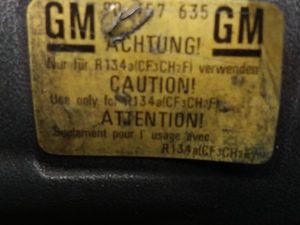 GM 635 GM
ACHTUNG!
Nur für R134a(CF3CH2F) verwenden
CAUTION!
Use only for R134a(CF3CH2F)
ATTENTION!
Seulement pour l usage avec
R134a(CF3CH2F)